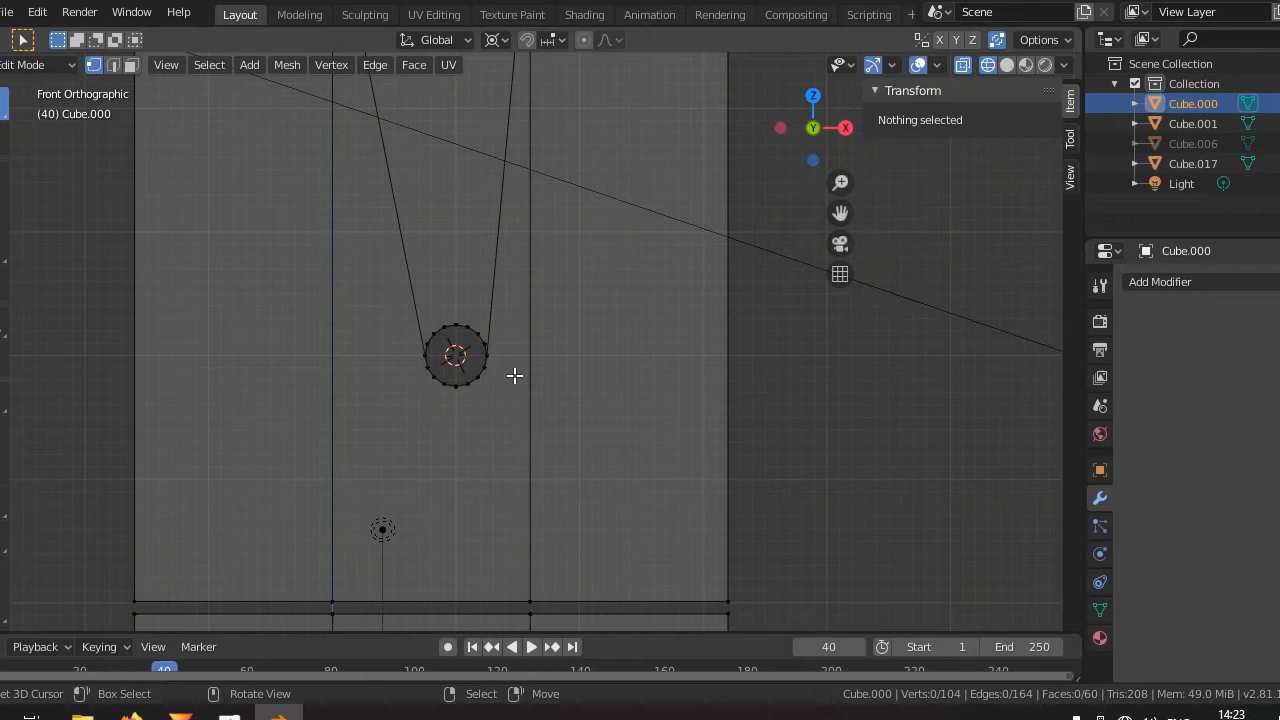 File Edit Render Window Help Layout Modeling Sculpting UV Editing Texture Paint Shading Animation Rendering Compositing Scripting Scene View Layer
Global X Y Z Options
Edit Mode View Select Add Mesh Vertex Edge Face UV
Front Orthographic
(40) Cube.000
Z
Y
X
Transform
Nothing selected
Item
Tool
View
Scene Collection
Collection
Cube.000
Cube.001
Cube.006
Cube.017
Light
Cube.000
Add Modifier
Playback Keying View Marker 40 Start 1 End 250
20 40 60 80 100 120 140 160 180 200 240
Set 3D Cursor Box Select Rotate View Select Move Cube.000 | Verts:0/104 | Edges:0/164 | Faces:0/60 | Tris:208 | Mem: 49.0 MiB | v2.81.1
14:23